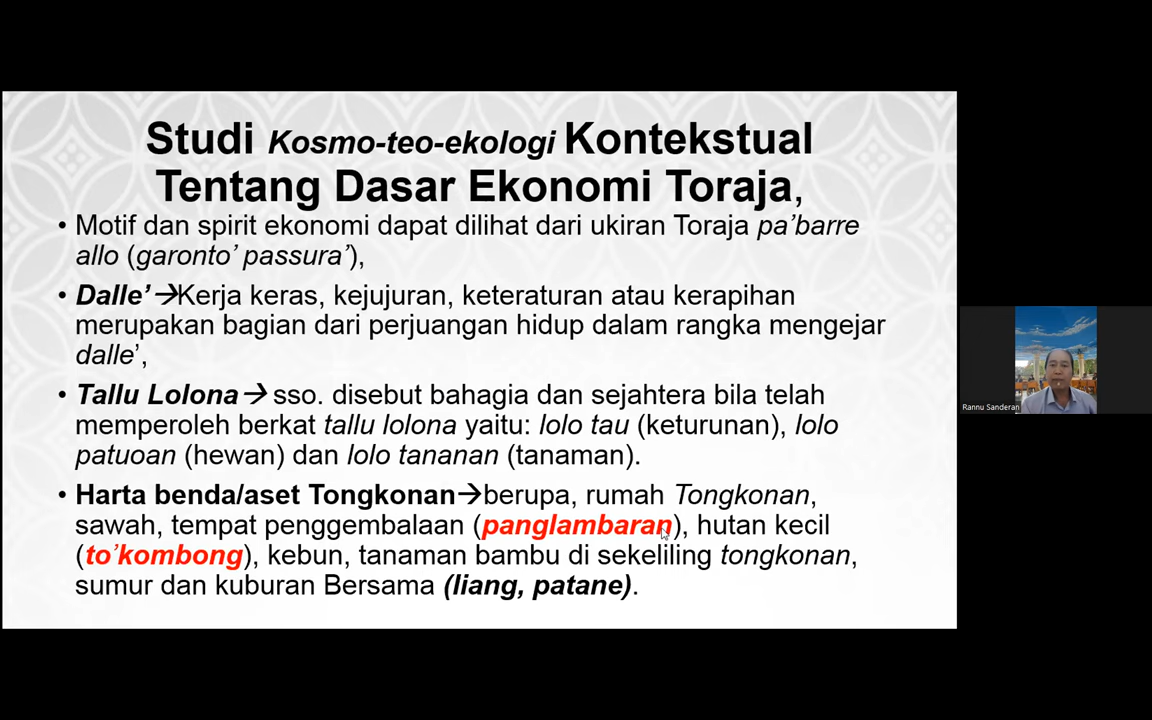 Studi Kosmo-teo-ekologi Kontekstual
Tentang Dasar Ekonomi Toraja,
• Motif dan spirit ekonomi dapat dilihat dari ukiran Toraja pa’barre
allo (garonto’ passura’),
• Dalle’→Kerja keras, kejujuran, keteraturan atau kerapihan
merupakan bagian dari perjuangan hidup dalam rangka mengejar
dalle’,
• Tallu Lolona→ sso. disebut bahagia dan sejahtera bila telah
memperoleh berkat tallu lolona yaitu: lolo tau (keturunan), lolo
patuoan (hewan) dan lolo tananan (tanaman).
• Harta benda/aset Tongkonan→berupa, rumah Tongkonan,
sawah, tempat penggembalaan (panglambaran), hutan kecil
(to’kombong), kebun, tanaman bambu di sekeliling tongkonan,
sumur dan kuburan Bersama (liang, patane).
Rannu Sanderan